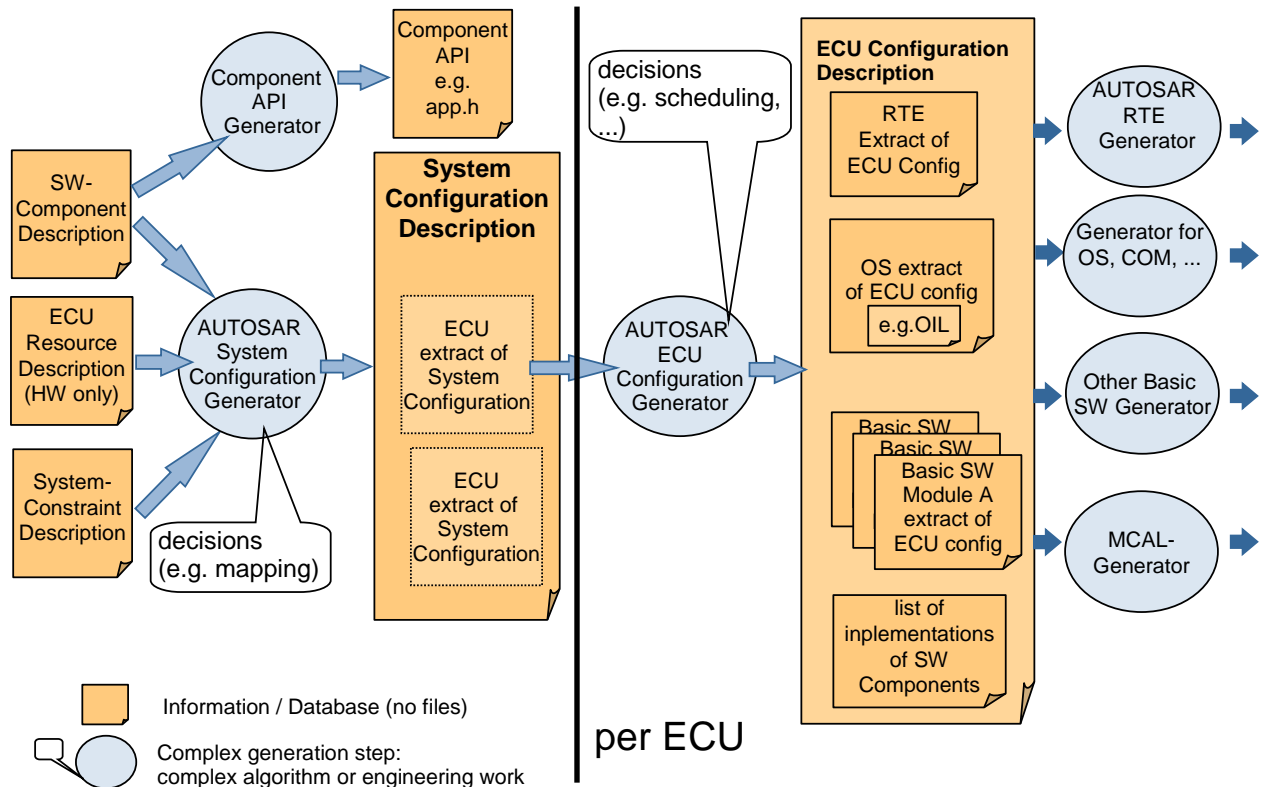 Component
API
Generator
Component
API
e.g.
app.h
SW-
Component
Description
ECU
Resource
Description
(HW only)
System-
Constraint
Description
AUTOSAR
System
Configuration
Generator
decisions
(e.g. mapping)
System
Configuration
Description
ECU
extract of
System
Configuration
ECU
extract of
System
Configuration
Information / Database (no files)
Complex generation step:
complex algorithm or engineering work
decisions
(e.g. scheduling,
...)
AUTOSAR
ECU
Configuration
Generator
per ECU
ECU Configuration
Description
RTE
Extract of
ECU Config
OS extract
of ECU config
e.g.OIL
Basic SW
Basic SW
Basic SW
Module A
extract of
ECU config
list of
inplementations
of SW
Components
AUTOSAR
RTE
Generator
Generator for
OS, COM, ...
Other Basic
SW Generator
MCAL-
Generator